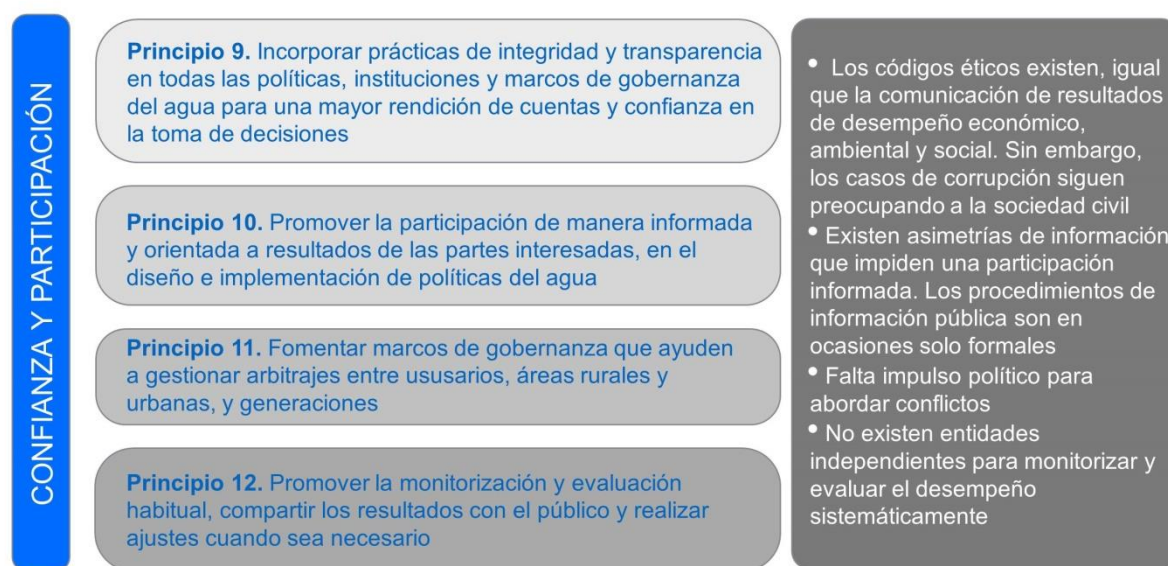 CONFIANZA Y PARTICIPACIÓN
Principio 9. Incorporar prácticas de integridad y transparencia
en todas las políticas, instituciones y marcos de gobernanza
del agua para una mayor rendición de cuentas y confianza en
la toma de decisiones
Principio 10. Promover la participación de manera informada
y orientada a resultados de las partes interesadas, en el
diseño e implementación de políticas del agua
Principio 11. Fomentar marcos de gobernanza que ayuden
a gestionar arbitrajes entre ususarios, áreas rurales y
urbanas, y generaciones
Principio 12. Promover la monitorización y evaluación
habitual, compartir los resultados con el público y realizar
ajustes cuando sea necesario
• Los códigos éticos existen, igual
que la comunicación de resultados
de desempeño económico,
ambiental y social. Sin embargo,
los casos de corrupción siguen
preocupando a la sociedad civil
• Existen asimetrías de información
que impiden una participación
informada. Los procedimientos de
información pública son en
ocasiones solo formales
• Falta impulso político para
abordar conflictos
• No existen entidades
independientes para monitorizar y
evaluar el desempeño
sistemáticamente